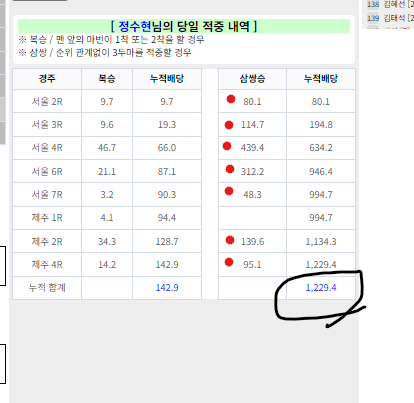 138 김혜선 [2
139 김태석 [2
[ 정수현님의 당일 적중 내역 ]
※ 복승 / 맨 앞의 마번이 1착 또는 2착을 할 경우
※ 삼쌍 / 순위 관계없이 3두마를 적중할 경우
경주 복승 누적배당 삼쌍승 누적배당
서울 2R 9.7 9.7 80.1 80.1
서울 3R 9.6 19.3 114.7 194.8
서울 4R 46.7 66.0 439.4 634.2
서울 6R 21.1 87.1 312.2 946.4
서울 7R 3.2 90.3 48.3 994.7
제주 1R 4.1 94.4 994.7
제주 2R 34.3 128.7 139.6 1,134.3
제주 4R 14.2 142.9 95.1 1,229.4
누적 합계 142.9 1,229.4